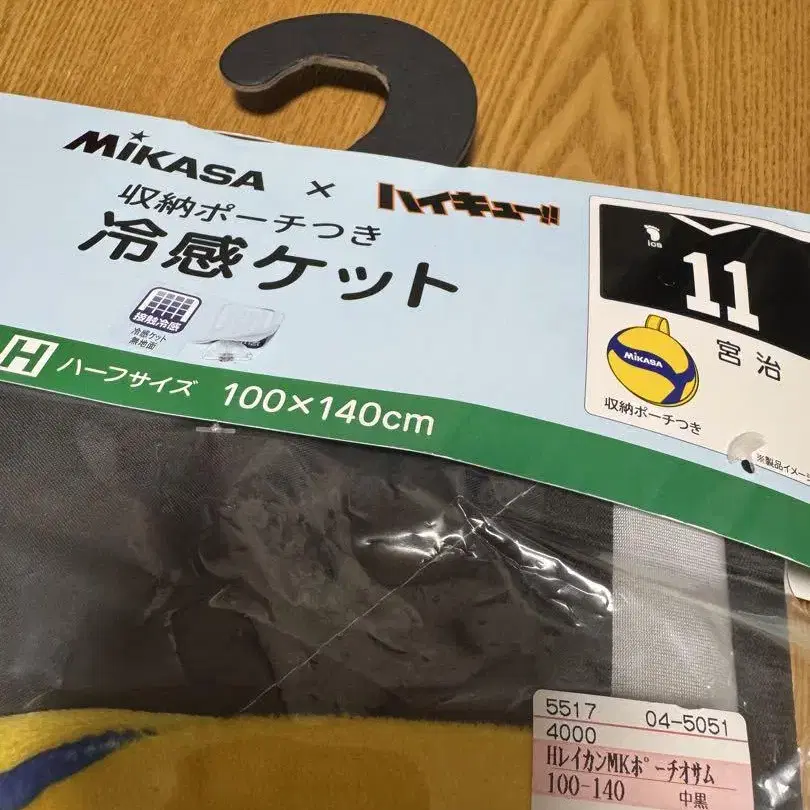 MIKASA × ハイキュー!!
収納ポーチつき
冷感ケット
接触冷感
冷感ケット
無地面
H ハーフサイズ 100×140cm
11
宮 治
MIKASA
収納ポーチつき
※製品イメージ
5517 04-5051
4000
HレイカンMKポーチオサム
100-140 中黒